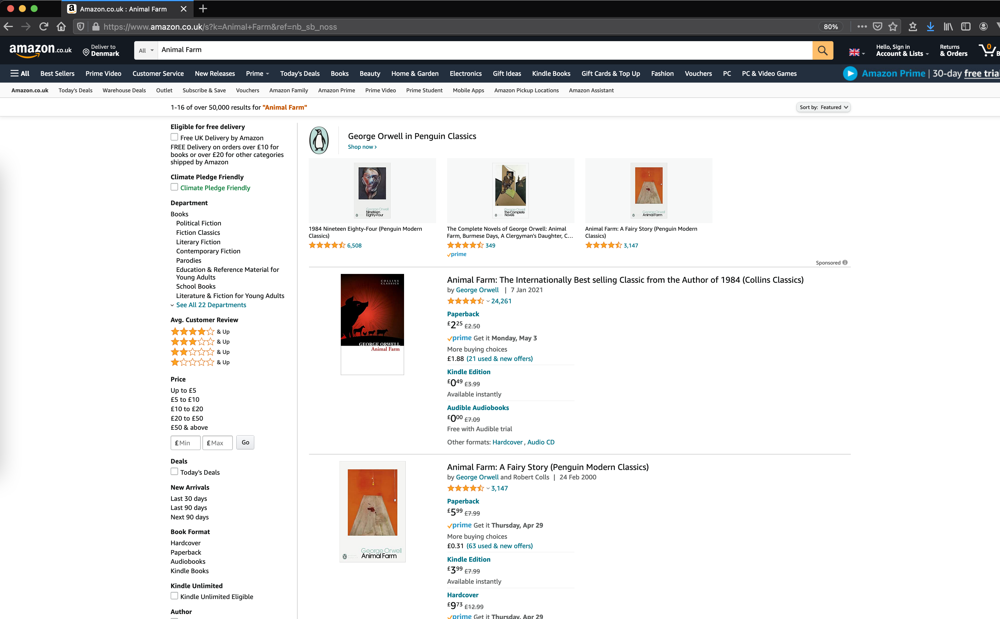 Amazon.co.uk : Animal Farm
https://www.amazon.co.uk/s?k=Animal+Farm&ref=nb_sb_noss
80%
amazon.co.uk
Deliver to
Denmark
All
Animal Farm
Hello, Sign in
Account & Lists
Returns
& Orders
0
B
All
Best Sellers
Prime Video
Customer Service
New Releases
Prime
Today's Deals
Books
Beauty
Home & Garden
Electronics
Gift Ideas
Kindle Books
Gift Cards & Top Up
Fashion
Vouchers
PC
PC & Video Games
Amazon Prime | 30-day free trial
Amazon.co.uk
Today's Deals
Warehouse Deals
Outlet
Subscribe & Save
Vouchers
Amazon Family
Amazon Prime
Prime Video
Prime Student
Mobile Apps
Amazon Pickup Locations
Amazon Assistant
1-16 of over 50,000 results for "Animal Farm"
Sort by: Featured
Eligible for free delivery
Free UK Delivery by Amazon
FREE Delivery on orders over £10 for
books or over £20 for other categories
shipped by Amazon
Climate Pledge Friendly
Climate Pledge Friendly
Department
Books
Political Fiction
Fiction Classics
Literary Fiction
Contemporary Fiction
Parodies
Education & Reference Material for
Young Adults
School Books
Literature & Fiction for Young Adults
See All 22 Departments
Avg. Customer Review
& Up
& Up
& Up
& Up
Price
Up to £5
£5 to £10
£10 to £20
£20 to £50
£50 & above
£ Min
£ Max
Go
Deals
Today's Deals
New Arrivals
Last 30 days
Last 90 days
Next 90 days
Book Format
Hardcover
Paperback
Audiobooks
Kindle Books
Kindle Unlimited
Kindle Unlimited Eligible
Author
George Orwell in Penguin Classics
Shop now ›
George Orwell
Nineteen
Eighty-Four
1984 Nineteen Eighty-Four (Penguin Modern
Classics)
6,508
George Orwell
The Complete
Novels
The Complete Novels of George Orwell: Animal
Farm, Burmese Days, A Clergyman's Daughter, C...
349
prime
George Orwell
Animal Farm
Animal Farm: A Fairy Story (Penguin Modern
Classics)
3,147
Sponsored
COLLINS
CLASSICS
GEORGE ORWELL
Animal Farm
Animal Farm: The Internationally Best selling Classic from the Author of 1984 (Collins Classics)
by George Orwell | 7 Jan 2021
24,261
Paperback
£2.25 £2.50
prime Get it Monday, May 3
More buying choices
£1.88 (21 used & new offers)
Kindle Edition
£0.49 £3.99
Available instantly
Audible Audiobooks
£0.00 £7.09
Free with Audible trial
Other formats: Hardcover , Audio CD
George Orwell
Animal Farm
Animal Farm: A Fairy Story (Penguin Modern Classics)
by George Orwell and Robert Colls | 24 Feb 2000
3,147
Paperback
£5.99 £7.99
prime Get it Thursday, Apr 29
More buying choices
£0.31 (63 used & new offers)
Kindle Edition
£3.99 £7.99
Available instantly
Hardcover
£9.73 £12.99
prime Get it Thursday, Apr 29